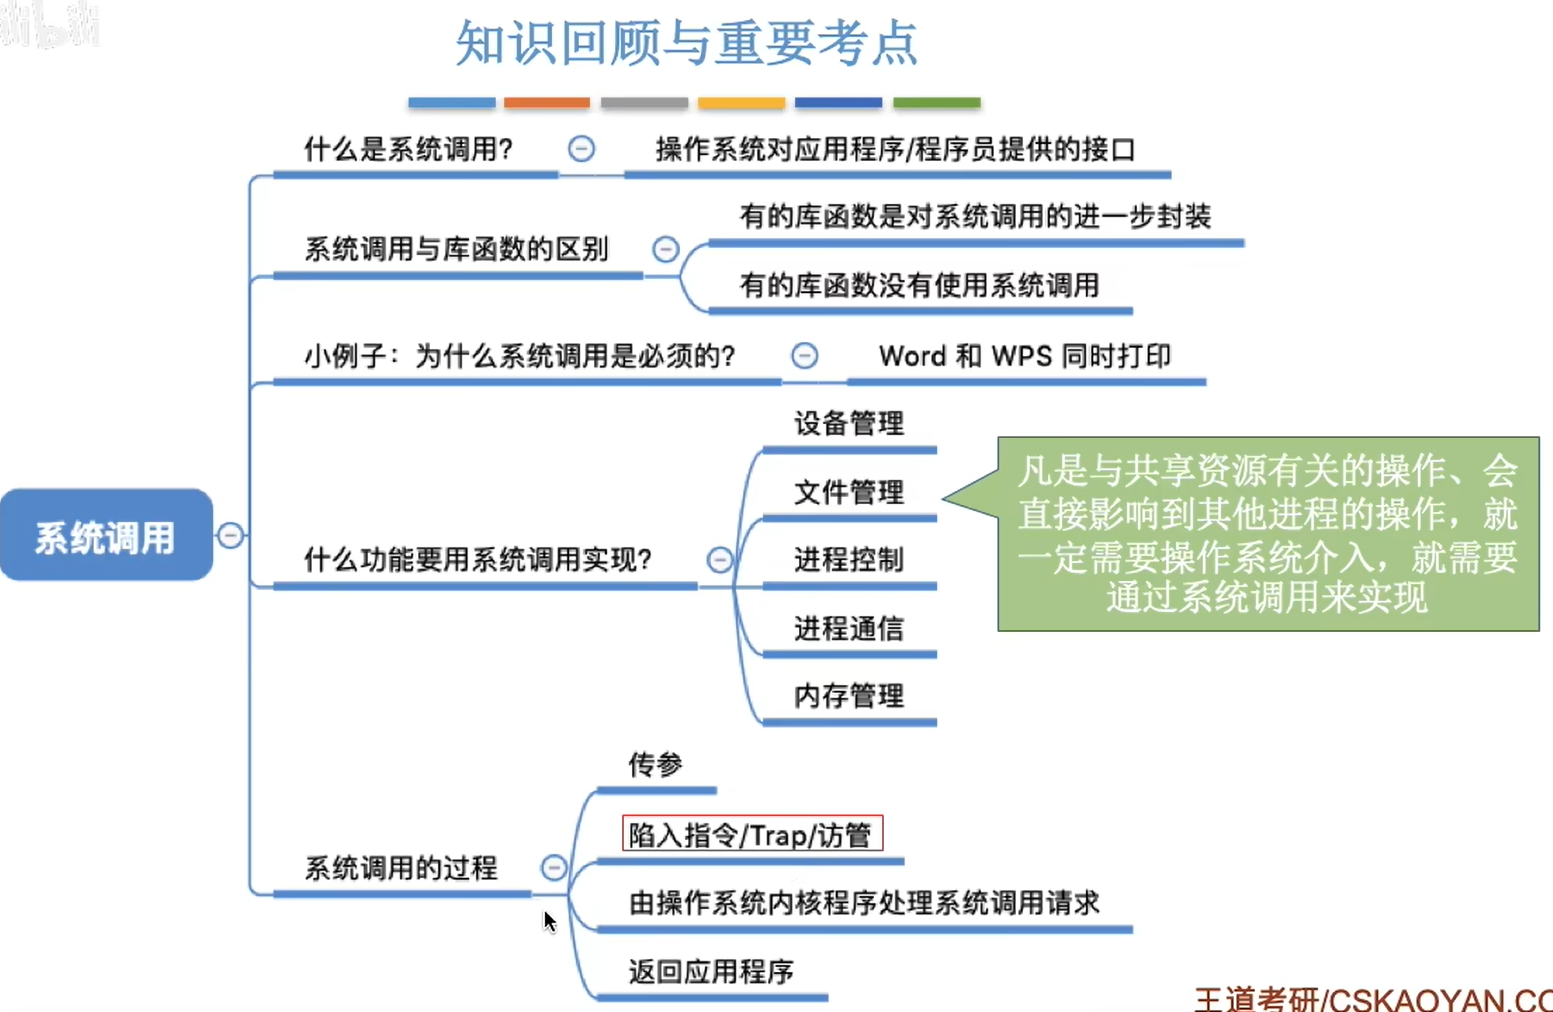 知识回顾与重要考点
什么是系统调用?
操作系统对应用程序/程序员提供的接口
系统调用与库函数的区别
有的库函数是对系统调用的进一步封装
有的库函数没有使用系统调用
小例子：为什么系统调用是必须的?
Word 和 WPS 同时打印
系统调用
什么功能要用系统调用实现?
设备管理
文件管理
进程控制
进程通信
内存管理
凡是与共享资源有关的操作、会
直接影响到其他进程的操作，就
一定需要操作系统介入，就需要
通过系统调用来实现
系统调用的过程
传参
陷入指令/Trap/访管
由操作系统内核程序处理系统调用请求
返回应用程序
王道考研/CSKAOYAN.CO